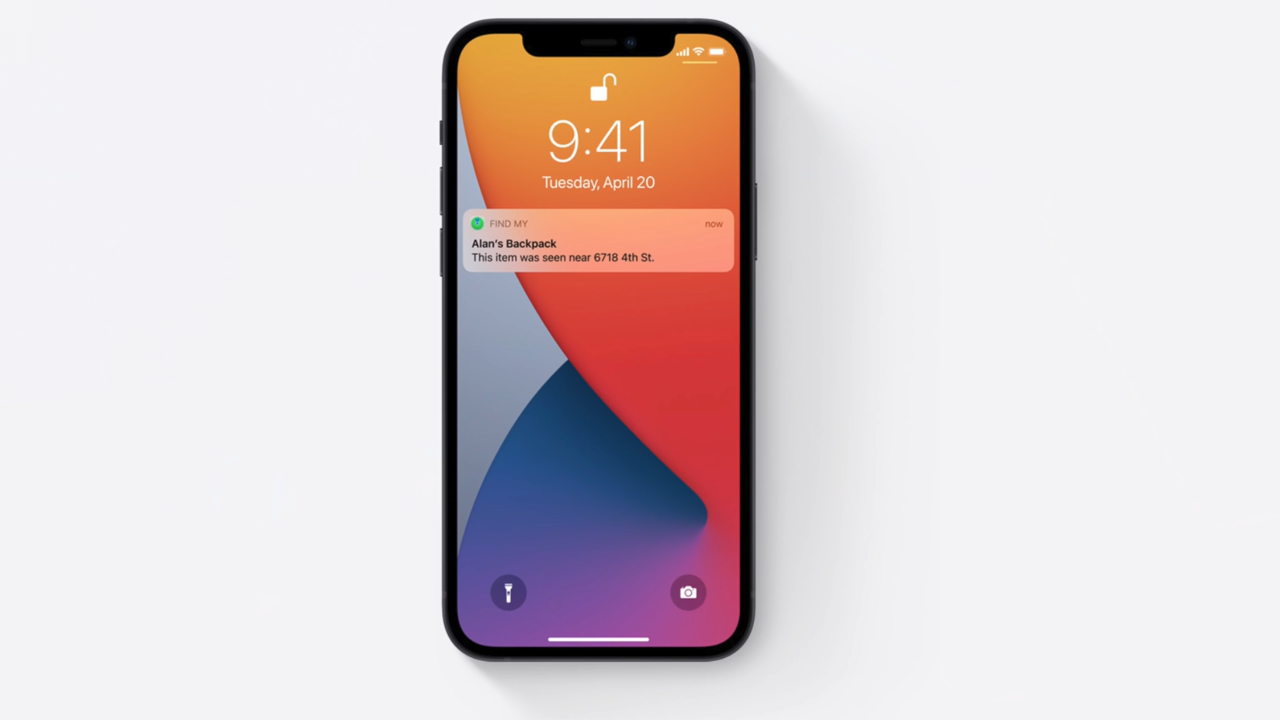 9:41
Tuesday, April 20
FIND MY now
Alan's Backpack
This item was seen near 6718 4th St.